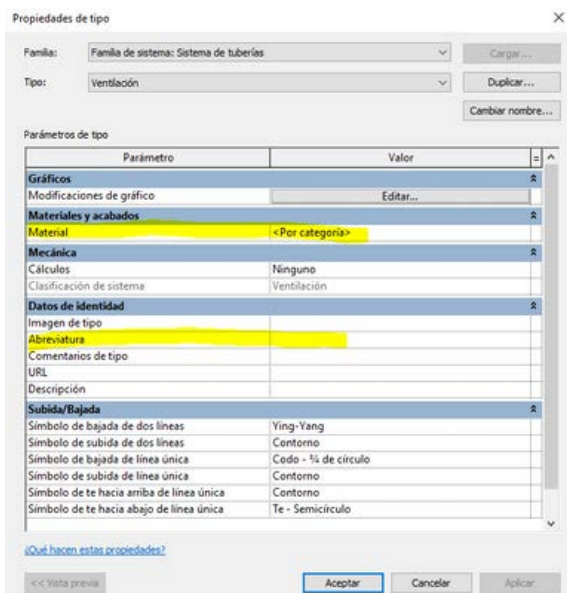 Propiedades de tipo
Familia: Familia de sistema: Sistema de tuberías Cargar...
Tipo: Ventilación Duplicar...
Cambiar nombre...
Parámetros de tipo
Parámetro Valor =
Gráficos
Modificaciones de gráfico Editar...
Materiales y acabados
Material <Por categoría>
Mecánica
Cálculos Ninguno
Clasificación de sistema Ventilación
Datos de identidad
Imagen de tipo
Abreviatura
Comentarios de tipo
URL
Descripción
Subida/Bajada
Símbolo de bajada de dos líneas Ying-Yang
Símbolo de subida de dos líneas Contorno
Símbolo de bajada de línea única Codo - ¾ de círculo
Símbolo de subida de línea única Contorno
Símbolo de te hacia arriba de línea única Contorno
Símbolo de te hacia abajo de línea única Te - Semicírculo
¿Qué hacen estas propiedades?
<< Vista previa Aceptar Cancelar Aplicar